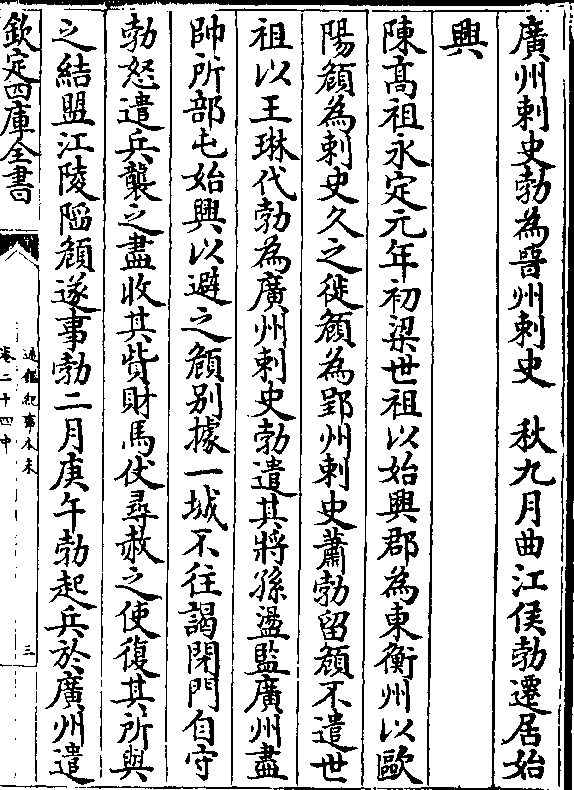 廣州刺史勃為晉州刺史　秋九月曲江侯勃遷居始
興
陳髙祖永定元年初梁世祖以始興郡為東衡州以歐
陽頠為刺史久之徙頠為郢州刺史蕭勃留頠不遣世
祖以王琳代勃為廣州刺史勃遣其將孫盪監廣州盡
帥所部屯始興以避之頠别據一城不往謁閉門自守
勃怒遣兵襲之盡收其貲財馬仗尋赦之使復其所與
之結盟江陵陷頠遂事勃二月庚午勃起兵於廣州遣
欽定四庫全書
通鑑紀事本末
卷二十四中
三